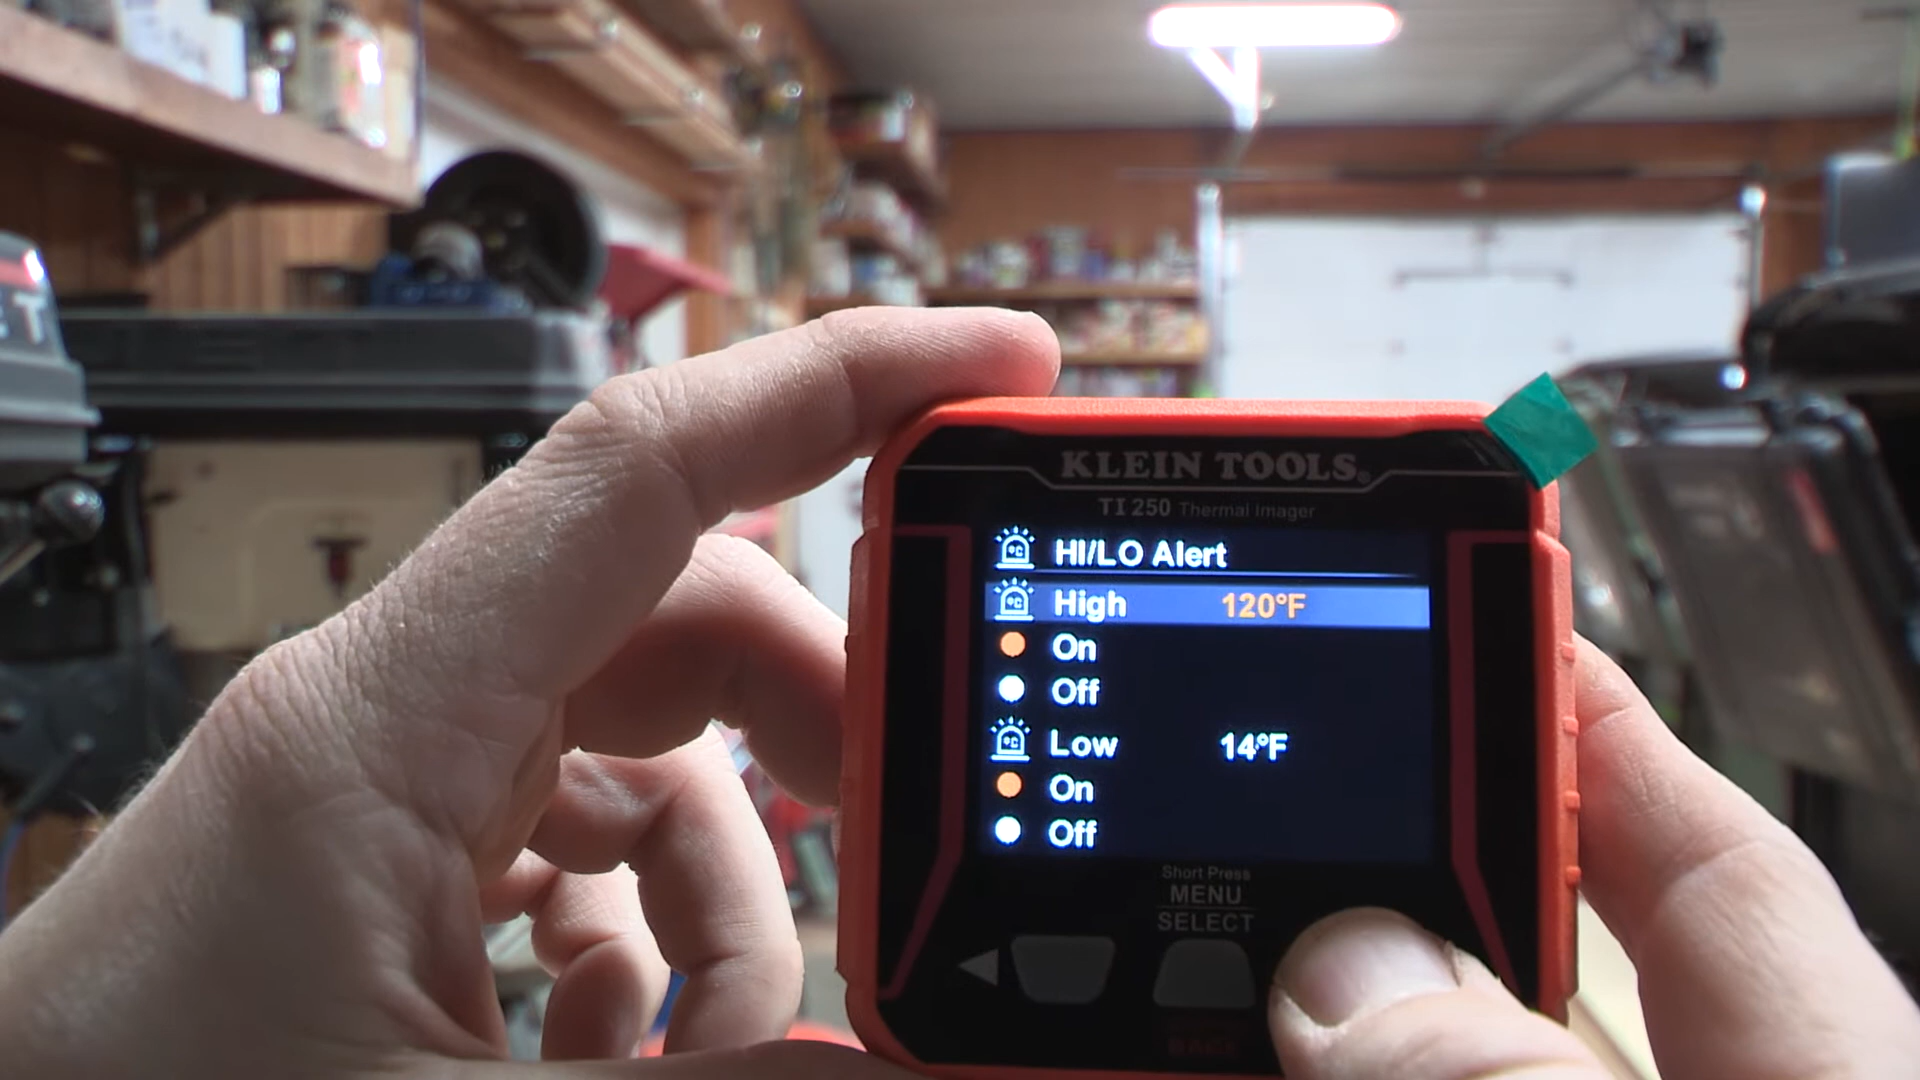 KLEIN TOOLS®
TI 250 Thermal Imager
HI/LO Alert
High 120°F
On
Off
Low 14°F
On
Off
Short Press
MENU
SELECT
BACK